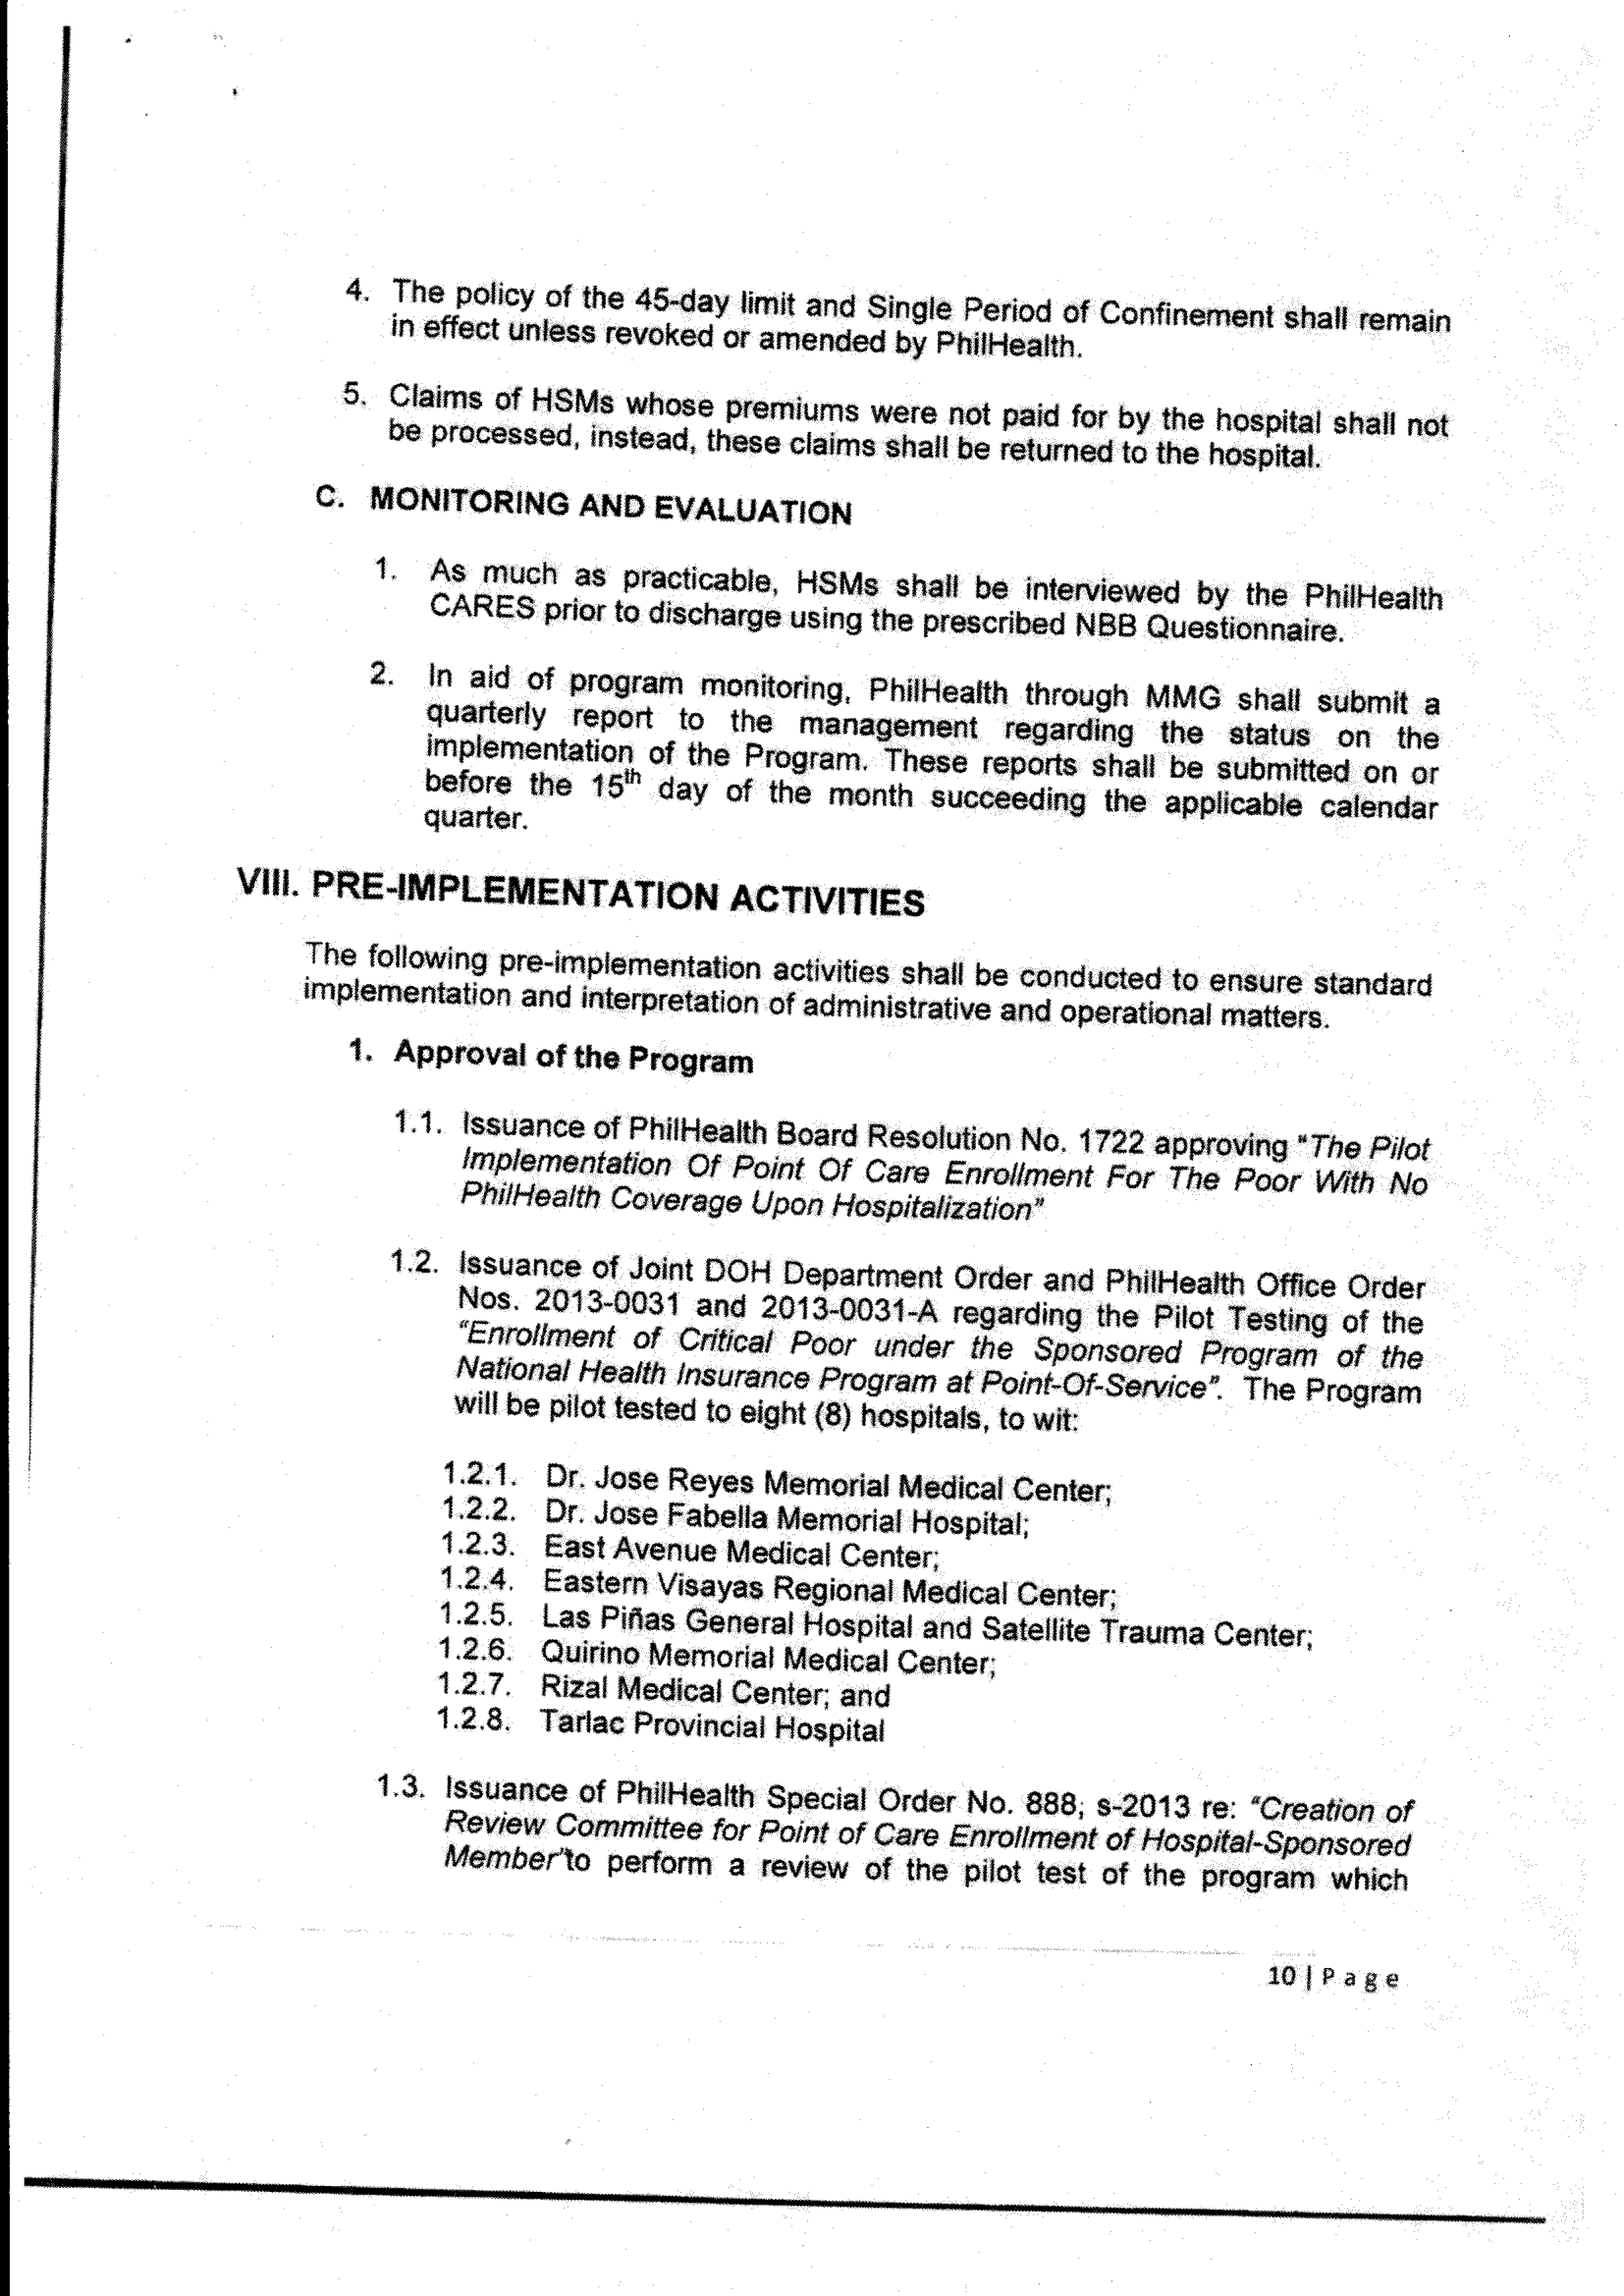 4. The policy of the 45-day limit and Single Period of Confinement shall remain
in effect unless revoked or amended by PhilHealth.
5. Claims of HSMs whose premiums were not paid for by the hospital shall not
be processed, instead, these claims shall be returned to the hospital.
C. MONITORING AND EVALUATION
1. As much as practicable, HSMs shall be interviewed by the PhilHealth
CARES prior to discharge using the prescribed NBB Questionnaire.
2. In aid of program monitoring, PhilHealth through MMG shall submit a
quarterly report to the management regarding the status on the
implementation of the Program. These reports shall be submitted on or
before the 15th day of the month succeeding the applicable calendar
quarter.
VIII. PRE-IMPLEMENTATION ACTIVITIES
The following pre-implementation activities shall be conducted to ensure standard
implementation and interpretation of administrative and operational matters.
1. Approval of the Program
1.1. Issuance of PhilHealth Board Resolution No. 1722 approving "The Pilot
Implementation Of Point Of Care Enrollment For The Poor With No
PhilHealth Coverage Upon Hospitalization"
1.2. Issuance of Joint DOH Department Order and PhilHealth Office Order
Nos. 2013-0031 and 2013-0031-A regarding the Pilot Testing of the
"Enrollment of Critical Poor under the Sponsored Program of the
National Health Insurance Program at Point-Of-Service". The Program
will be pilot tested to eight (8) hospitals, to wit:
1.2.1. Dr. Jose Reyes Memorial Medical Center;
1.2.2. Dr. Jose Fabella Memorial Hospital;
1.2.3. East Avenue Medical Center;
1.2.4. Eastern Visayas Regional Medical Center;
1.2.5. Las Piñas General Hospital and Satellite Trauma Center;
1.2.6. Quirino Memorial Medical Center;
1.2.7. Rizal Medical Center; and
1.2.8. Tarlac Provincial Hospital
1.3. Issuance of PhilHealth Special Order No. 888; s-2013 re: "Creation of
Review Committee for Point of Care Enrollment of Hospital-Sponsored
Member"to perform a review of the pilot test of the program which
10 | Page